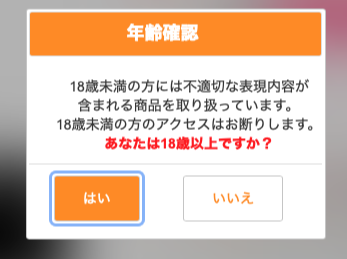 年齢確認
18歳未満の方には不適切な表現内容が
含まれる商品を取り扱っています。
18歳未満の方のアクセスはお断りします。
あなたは18歳以上ですか？
はい
いいえ